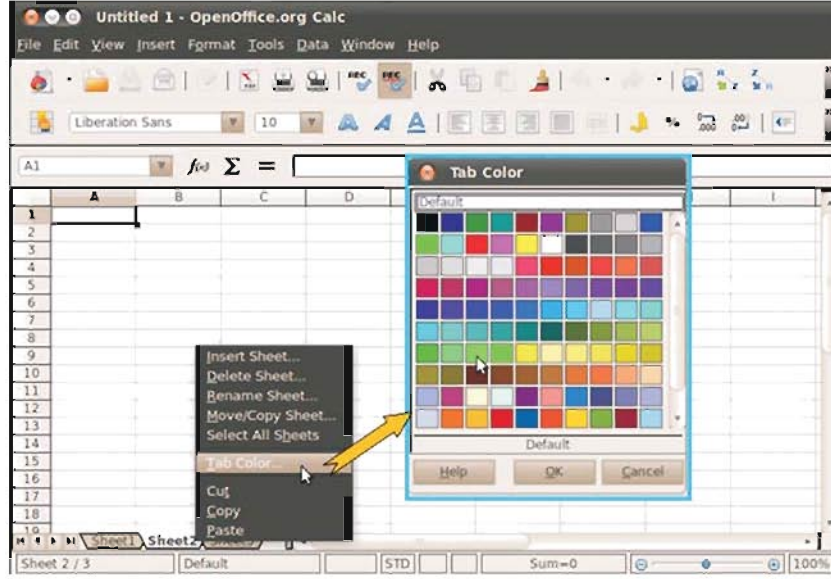 Untitled 1 - OpenOffice.org Calc
File Edit View Insert Format Tools Data Window Help
Liberation Sans 10
A1 f(x) Σ =
Tab Color
Default
A B C D I
1
2
3
4
5
6
7
8
9
10
11
12
13
14
15
16
17
18
19
Insert Sheet...
Delete Sheet...
Rename Sheet...
Move/Copy Sheet...
Select All Sheets
Tab Color...
Cut
Copy
Paste
Default
Help OK Cancel
Sheet1 Sheet2
Sheet 2 / 3 Default STD Sum=0 100%